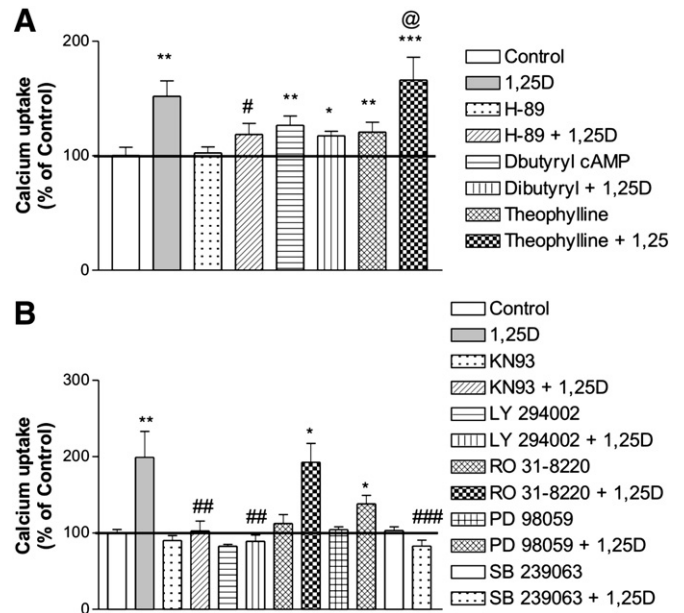 A
Calcium uptake
(% of Control)
200
100
0
**
#
**
*
**
@
***
Control
1,25D
H-89
H-89 + 1,25D
Dbutyryl cAMP
Dibutyryl + 1,25D
Theophylline
Theophylline + 1,25
B
Calcium uptake
(% of Control)
300
200
100
0
**
##
##
*
*
###
Control
1,25D
KN93
KN93 + 1,25D
LY 294002
LY 294002 + 1,25D
RO 31-8220
RO 31-8220 + 1,25D
PD 98059
PD 98059 + 1,25D
SB 239063
SB 239063 + 1,25D